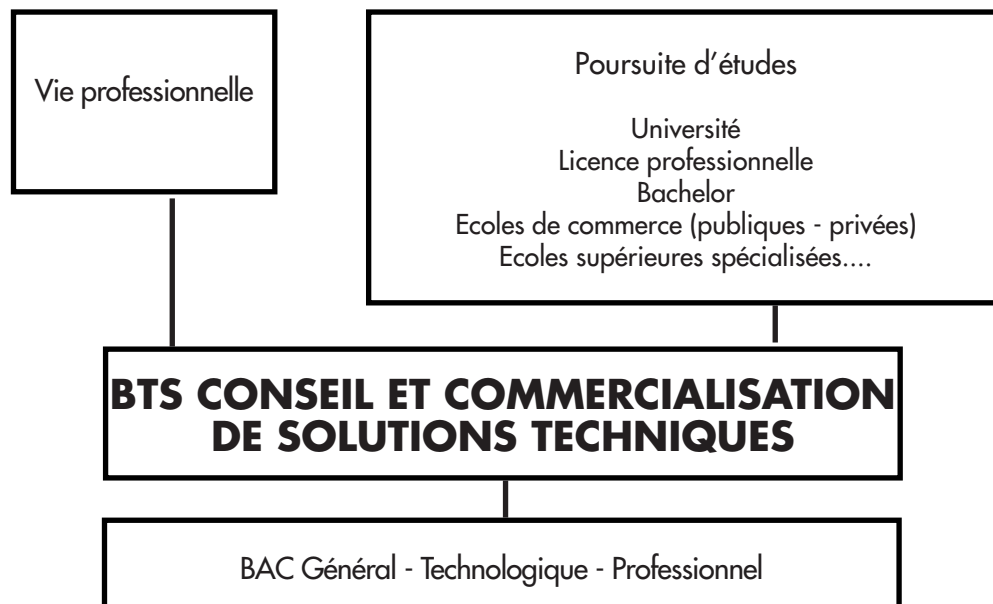 Vie professionnelle
Poursuite d’études
Université
Licence professionnelle
Bachelor
Ecoles de commerce (publiques - privées)
Ecoles supérieures spécialisées....
BTS CONSEIL ET COMMERCIALISATION
DE SOLUTIONS TECHNIQUES
BAC Général - Technologique - Professionnel